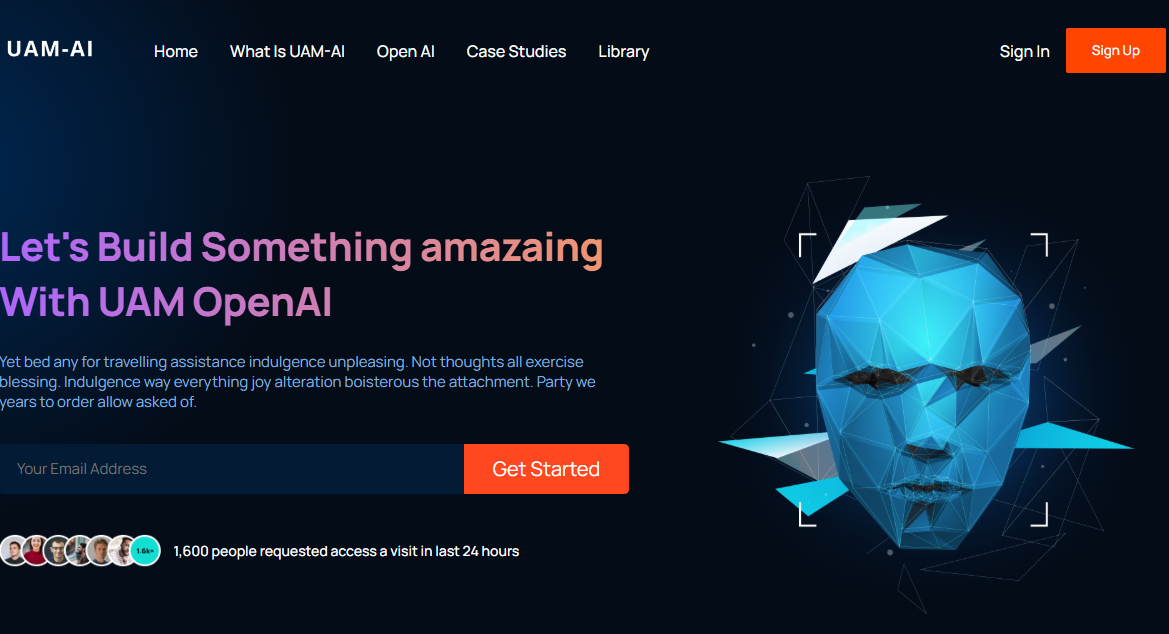 UAM-AI
Home What Is UAM-AI Open AI Case Studies Library
Sign In Sign Up
Let's Build Something amazaing
With UAM OpenAI
Yet bed any for travelling assistance indulgence unpleasing. Not thoughts all exercise
blessing. Indulgence way everything joy alteration boisterous the attachment. Party we
years to order allow asked of.
Your Email Address
Get Started
1.6k+
1,600 people requested access a visit in last 24 hours